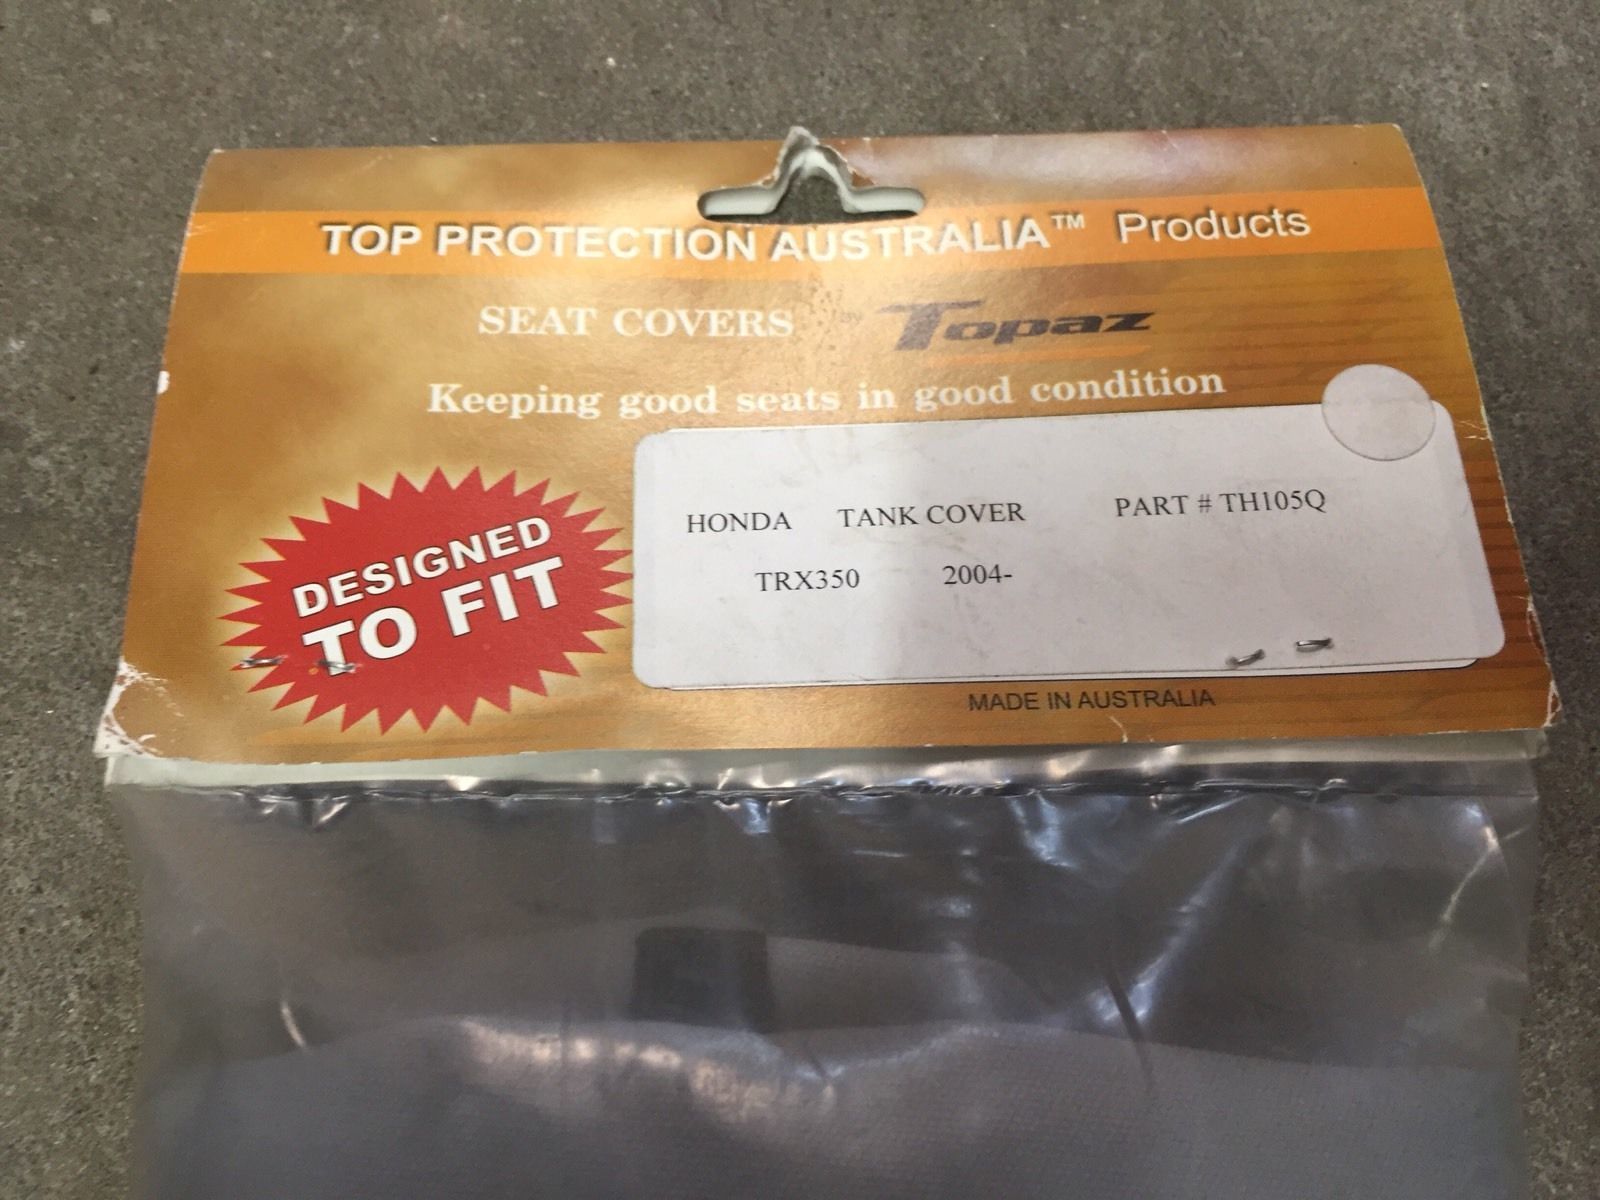 TOP PROTECTION AUSTRALIA™ Products
SEAT COVERS by Topaz
Keeping good seats in good condition
DESIGNED
TO FIT
HONDA TANK COVER PART # TH105Q
TRX350 2004-
MADE IN AUSTRALIA